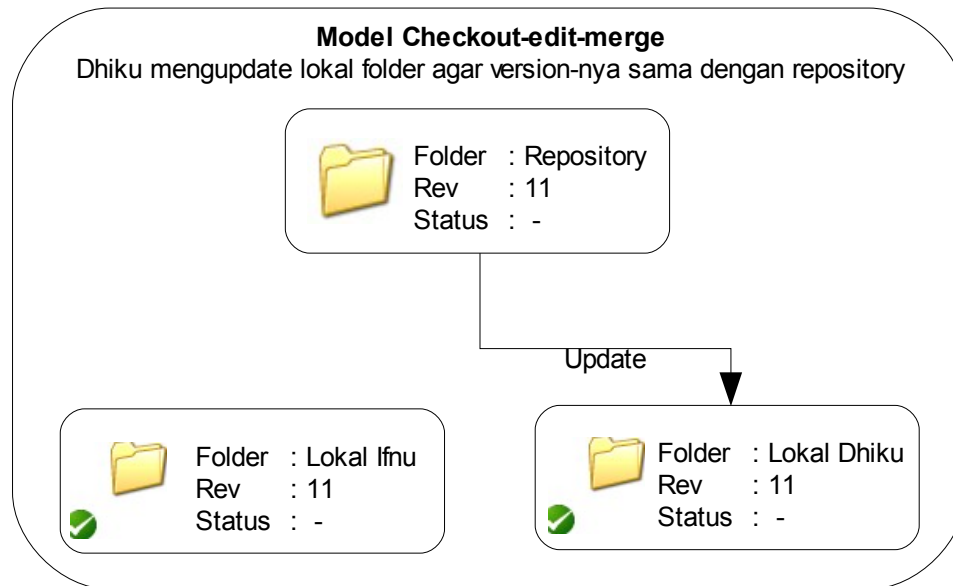 Model Checkout-edit-merge
Dhiku mengupdate lokal folder agar version-nya sama dengan repository
Folder : Repository
Rev : 11
Status : -
Update
Folder : Lokal Ifnu
Rev : 11
Status : -
Folder : Lokal Dhiku
Rev : 11
Status : -